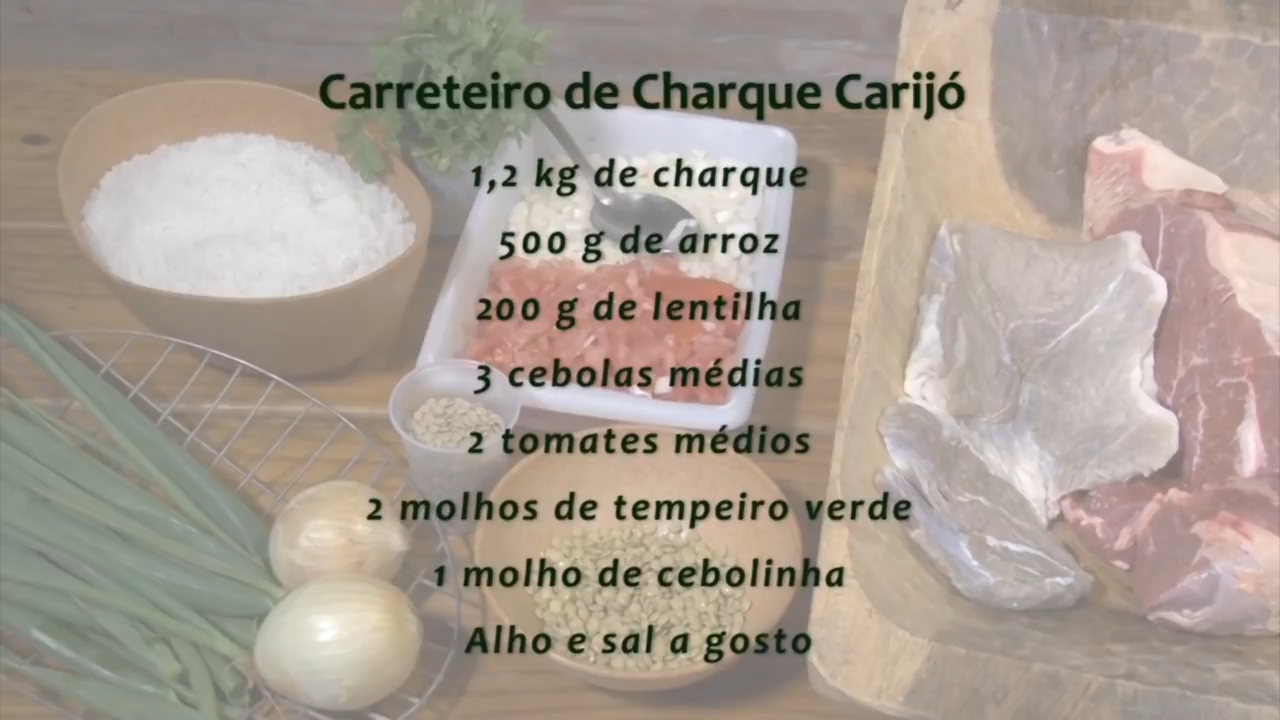 Carreteiro de Charque Carijó
1,2 kg de charque
500 g de arroz
200 g de lentilha
3 cebolas médias
2 tomates médios
2 molhos de tempeiro verde
1 molho de cebolinha
Alho e sal a gosto